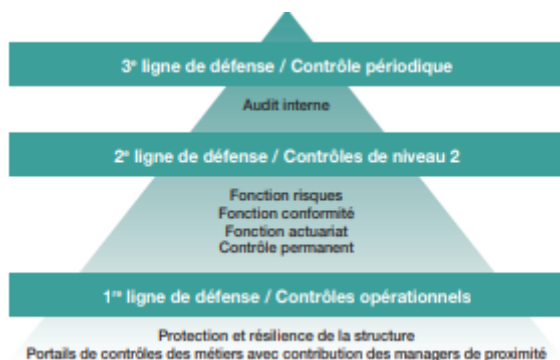 3e ligne de défense / Contrôle périodique
Audit interne
2e ligne de défense / Contrôles de niveau 2
Fonction risques
Fonction conformité
Fonction actuariat
Contrôle permanent
1re ligne de défense / Contrôles opérationnels
Protection et résilience de la structure
Portails de contrôles des métiers avec contribution des managers de proximité